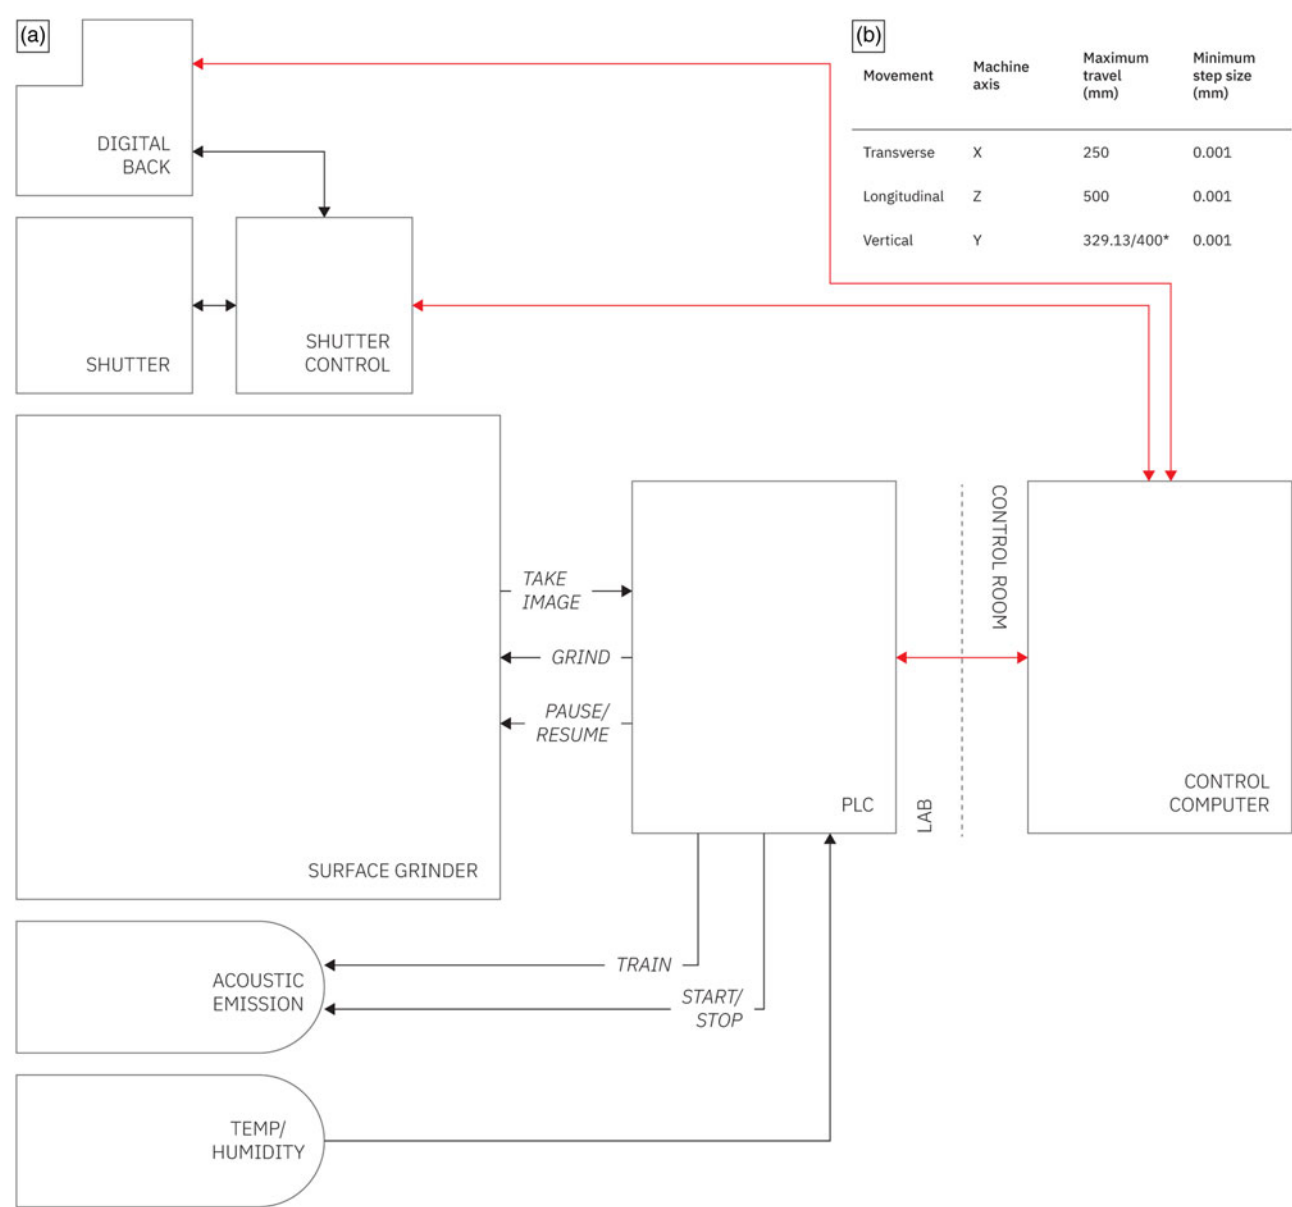 (a)
DIGITAL
BACK
SHUTTER
SHUTTER
CONTROL
(b)
Movement Machine axis Maximum travel (mm) Minimum step size (mm)
Transverse X 250 0.001
Longitudinal Z 500 0.001
Vertical Y 329.13/400* 0.001
SURFACE GRINDER
TAKE
IMAGE
GRIND
PAUSE/
RESUME
PLC
LAB
CONTROL ROOM
CONTROL
COMPUTER
ACOUSTIC
EMISSION
TRAIN
START/
STOP
TEMP/
HUMIDITY